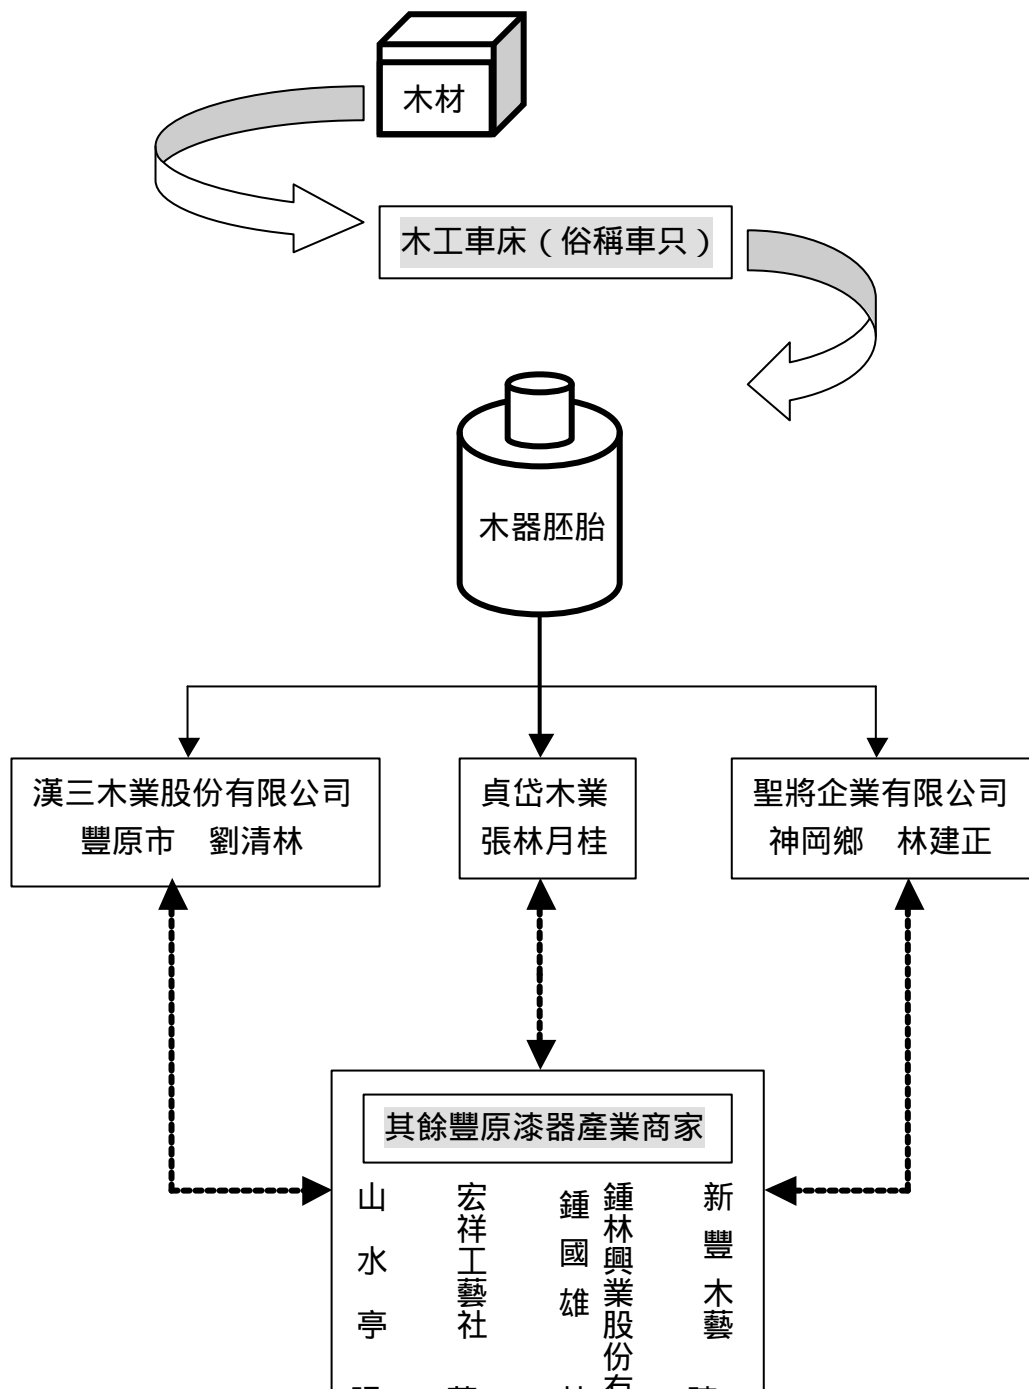 木材
木工車床（俗稱車只）
木器胚胎
漢三木業股份有限公司
豐原市　劉清林
貞岱木業
張林月桂
聖將企業有限公司
神岡鄉　林建正
其餘豐原漆器產業商家
山水亭
宏祥工藝社
鍾國雄
鍾林興業股份有
新豐木藝